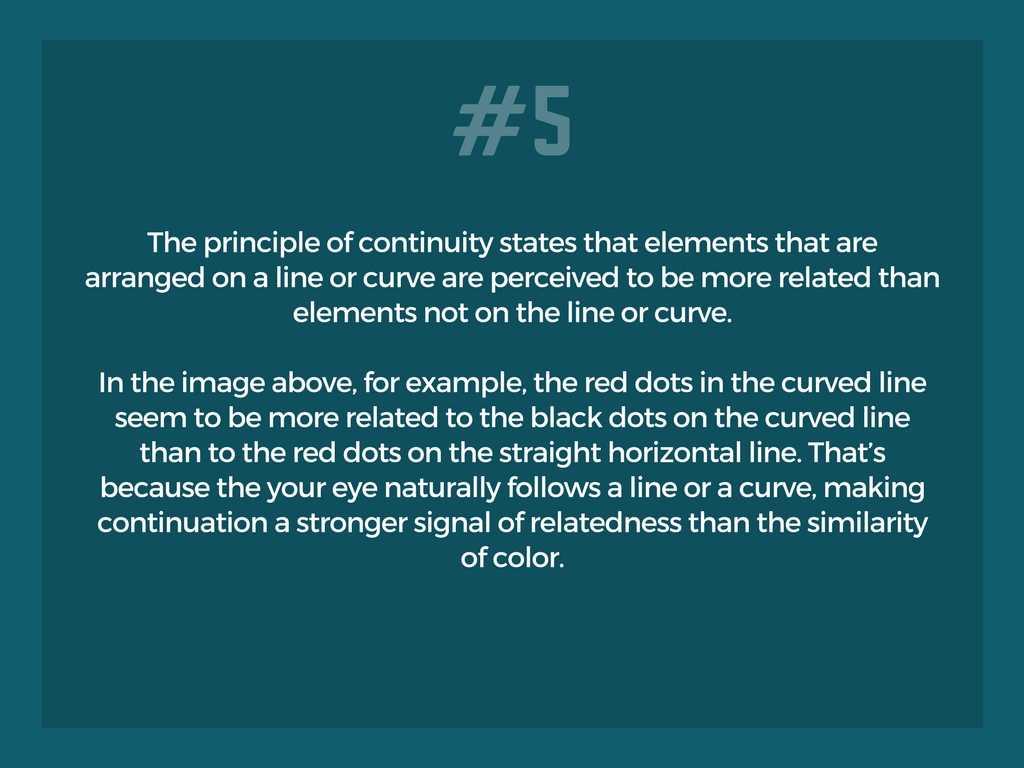 #5
The principle of continuity states that elements that are
arranged on a line or curve are perceived to be more related than
elements not on the line or curve.
In the image above, for example, the red dots in the curved line
seem to be more related to the black dots on the curved line
than to the red dots on the straight horizontal line. That’s
because the your eye naturally follows a line or a curve, making
continuation a stronger signal of relatedness than the similarity
of color.